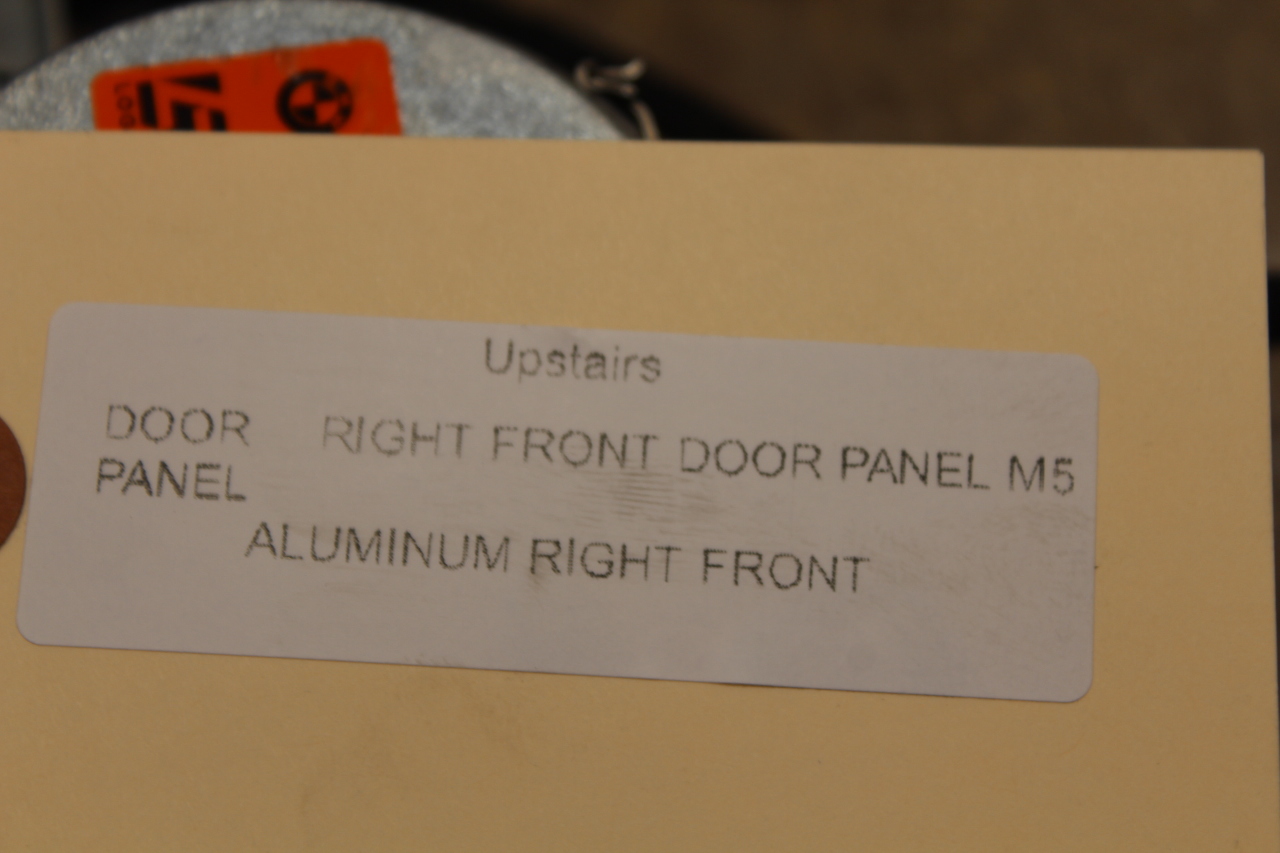 Upstairs
DOOR PANEL
RIGHT FRONT DOOR PANEL M5
ALUMINUM RIGHT FRONT